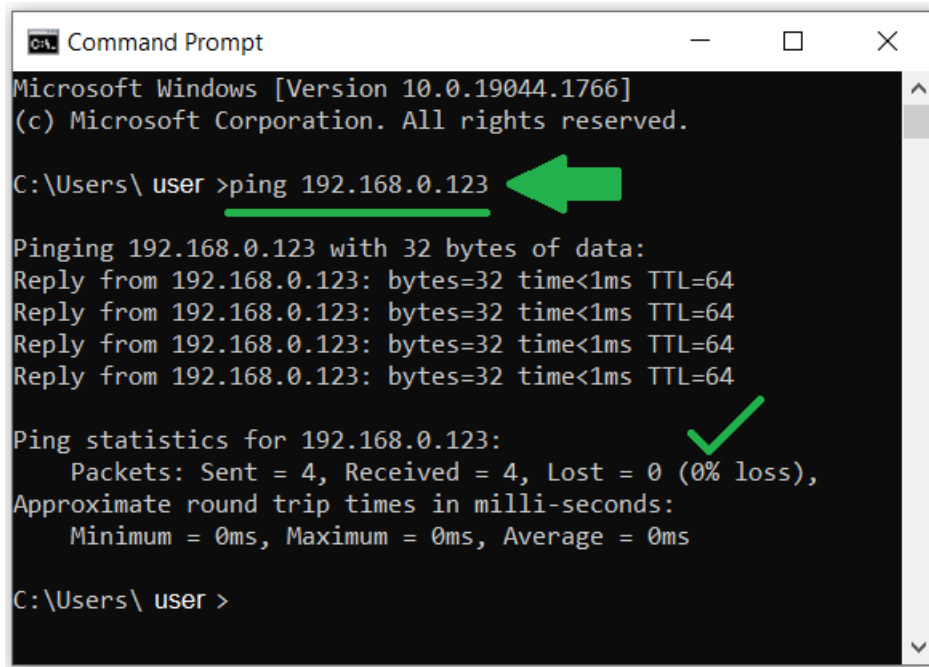 Command Prompt
Microsoft Windows [Version 10.0.19044.1766]
(c) Microsoft Corporation. All rights reserved.
C:\Users\ user >ping 192.168.0.123
Pinging 192.168.0.123 with 32 bytes of data:
Reply from 192.168.0.123: bytes=32 time<1ms TTL=64
Reply from 192.168.0.123: bytes=32 time<1ms TTL=64
Reply from 192.168.0.123: bytes=32 time<1ms TTL=64
Reply from 192.168.0.123: bytes=32 time<1ms TTL=64
Ping statistics for 192.168.0.123:
    Packets: Sent = 4, Received = 4, Lost = 0 (0% loss),
Approximate round trip times in milli-seconds:
    Minimum = 0ms, Maximum = 0ms, Average = 0ms
C:\Users\ user >